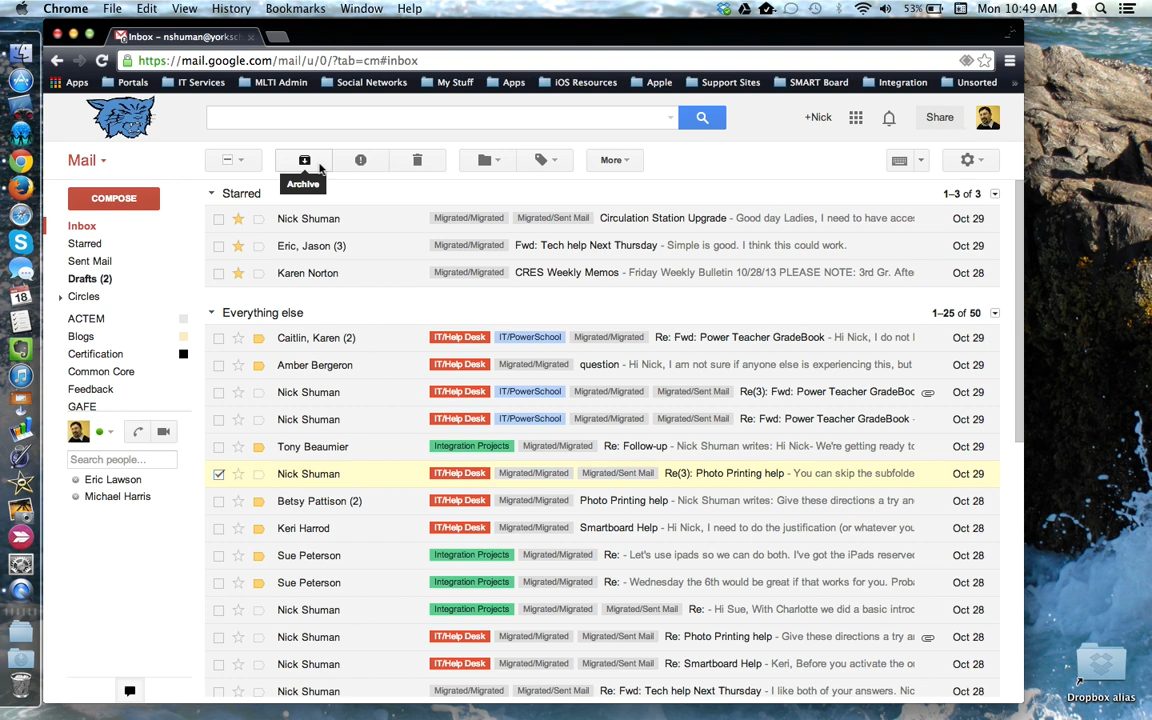 Chrome File Edit View History Bookmarks Window Help 53% Mon 10:49 AM
Inbox - nshuman@yorksc
https://mail.google.com/mail/u/0/?tab=cm#inbox
Apps Portals IT Services MLTI Admin Social Networks My Stuff Apps iOS Resources Apple Support Sites SMART Board Integration Unsorted »
+Nick Share
Mail More
Archive
COMPOSE
Inbox
Starred
Sent Mail
Drafts (2)
Circles
ACTEM
Blogs
Certification
Common Core
Feedback
GAFE
Search people...
Eric Lawson
Michael Harris
Starred 1–3 of 3
Nick Shuman Migrated/Migrated Migrated/Sent Mail Circulation Station Upgrade - Good day Ladies, I need to have acce Oct 29
Eric, Jason (3) Migrated/Migrated Fwd: Tech help Next Thursday - Simple is good. I think this could work. Oct 29
Karen Norton Migrated/Migrated CRES Weekly Memos - Friday Weekly Bulletin 10/28/13 PLEASE NOTE: 3rd Gr. Afte Oct 28
Everything else 1–25 of 50
Caitlin, Karen (2) IT/Help Desk IT/PowerSchool Migrated/Migrated Re: Fwd: Power Teacher GradeBook - Hi Nick, I do not l Oct 29
Amber Bergeron IT/Help Desk Migrated/Migrated question - Hi Nick, I am not sure if anyone else is experiencing this, but Oct 29
Nick Shuman IT/Help Desk IT/PowerSchool Migrated/Migrated Migrated/Sent Mail Re(3): Fwd: Power Teacher GradeBoo Oct 29
Nick Shuman IT/Help Desk IT/PowerSchool Migrated/Migrated Migrated/Sent Mail Re: Fwd: Power Teacher GradeBook - Oct 29
Tony Beaumier Integration Projects Migrated/Migrated Re: Follow-up - Nick Shuman writes: Hi Nick- We're getting ready to Oct 29
Nick Shuman IT/Help Desk Migrated/Migrated Migrated/Sent Mail Re(3): Photo Printing help - You can skip the subfolde Oct 29
Betsy Pattison (2) IT/Help Desk Migrated/Migrated Photo Printing help - Nick Shuman writes: Give these directions a try an Oct 28
Keri Harrod IT/Help Desk Migrated/Migrated Smartboard Help - Hi Nick, I need to do the justification (or whatever you Oct 28
Sue Peterson Integration Projects Migrated/Migrated Re: - Let's use ipads so we can do both. I've got the iPads reserved Oct 28
Sue Peterson Integration Projects Migrated/Migrated Re: - Wednesday the 6th would be great if that works for you. Proba Oct 28
Nick Shuman Integration Projects Migrated/Migrated Migrated/Sent Mail Re: - Hi Sue, With Charlotte we did a basic introc Oct 28
Nick Shuman IT/Help Desk Migrated/Migrated Migrated/Sent Mail Re: Photo Printing help - Give these directions a try ar Oct 28
Nick Shuman IT/Help Desk Migrated/Migrated Migrated/Sent Mail Re: Smartboard Help - Keri, Before you activate the o Oct 28
Nick Shuman Migrated/Migrated Migrated/Sent Mail Re: Fwd: Tech help Next Thursday - I like both of your answers. Nic Oct 28
18
Dropbox alias